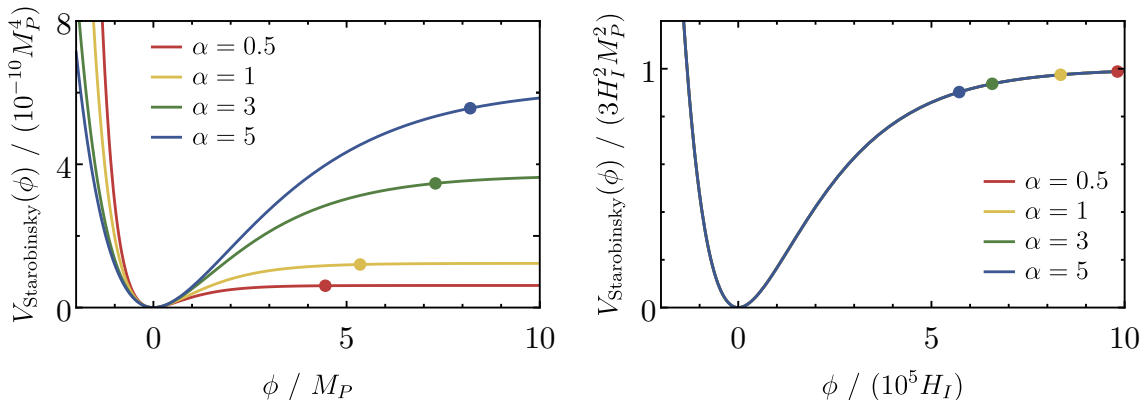 V_Starobinsky(ϕ) / (10^−10 M_P^4)
8
4
0
α = 0.5
α = 1
α = 3
α = 5
0 5 10
ϕ / M_P
V_Starobinsky(ϕ) / (3H_I^2 M_P^2)
1
0
α = 0.5
α = 1
α = 3
α = 5
0 5 10
ϕ / (10^5 H_I)